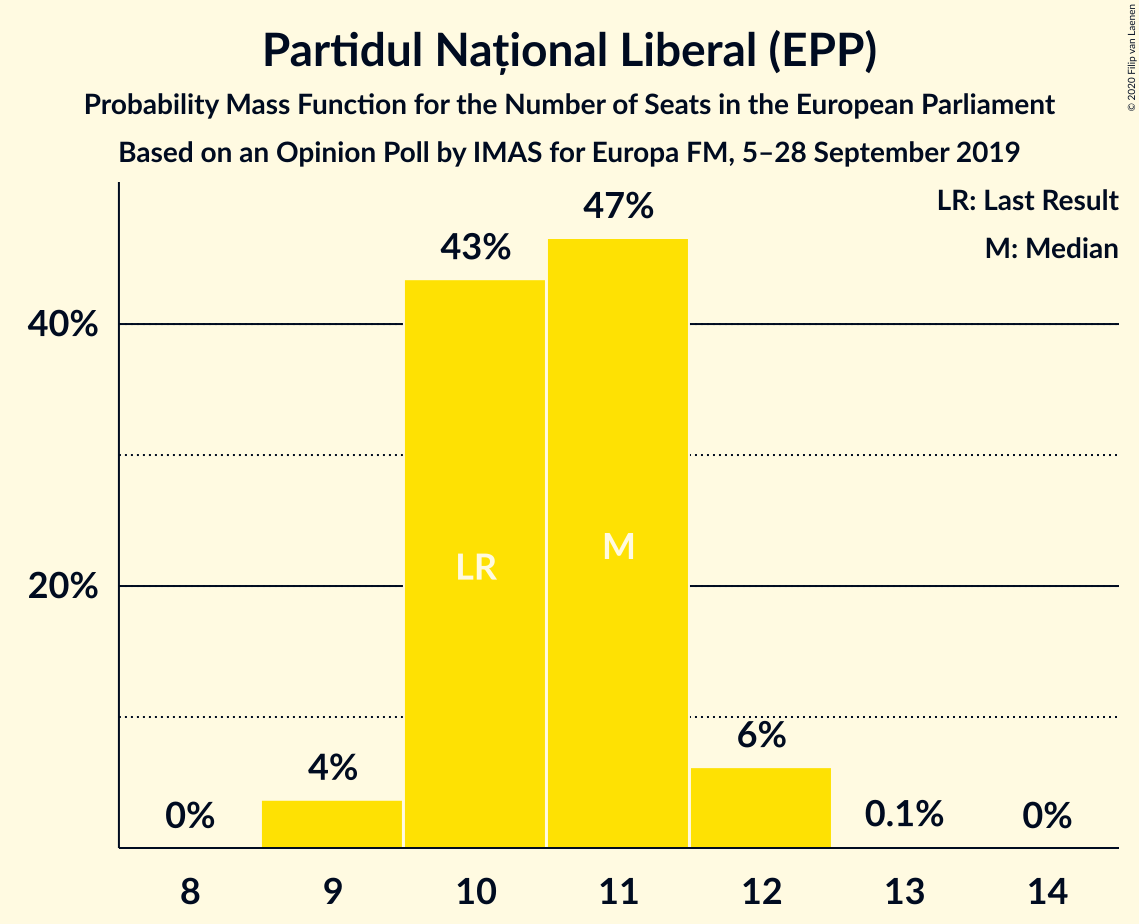 Partidul Național Liberal (EPP)
Probability Mass Function for the Number of Seats in the European Parliament
Based on an Opinion Poll by IMAS for Europa FM, 5–28 September 2019
© 2020 Filip van Laenen
LR: Last Result
M: Median
47%
43%
40%
20%
LR
M
0%
4%
6%
0.1%
0%
8 9 10 11 12 13 14